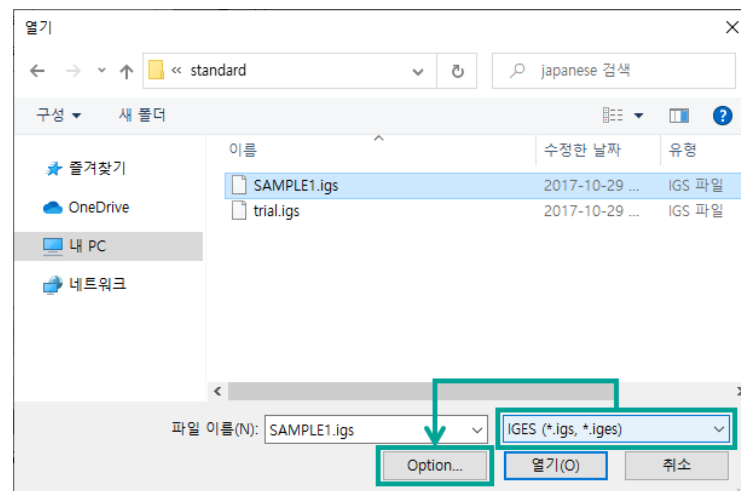 열기
« standard
japanese 검색
구성 새 폴더
이름 수정한 날짜 유형
즐겨찾기
SAMPLE1.igs 2017-10-29 ... IGS 파일
OneDrive
trial.igs 2017-10-29 ... IGS 파일
내 PC
네트워크
파일 이름(N): SAMPLE1.igs IGES (*.igs, *.iges)
Option... 열기(O) 취소